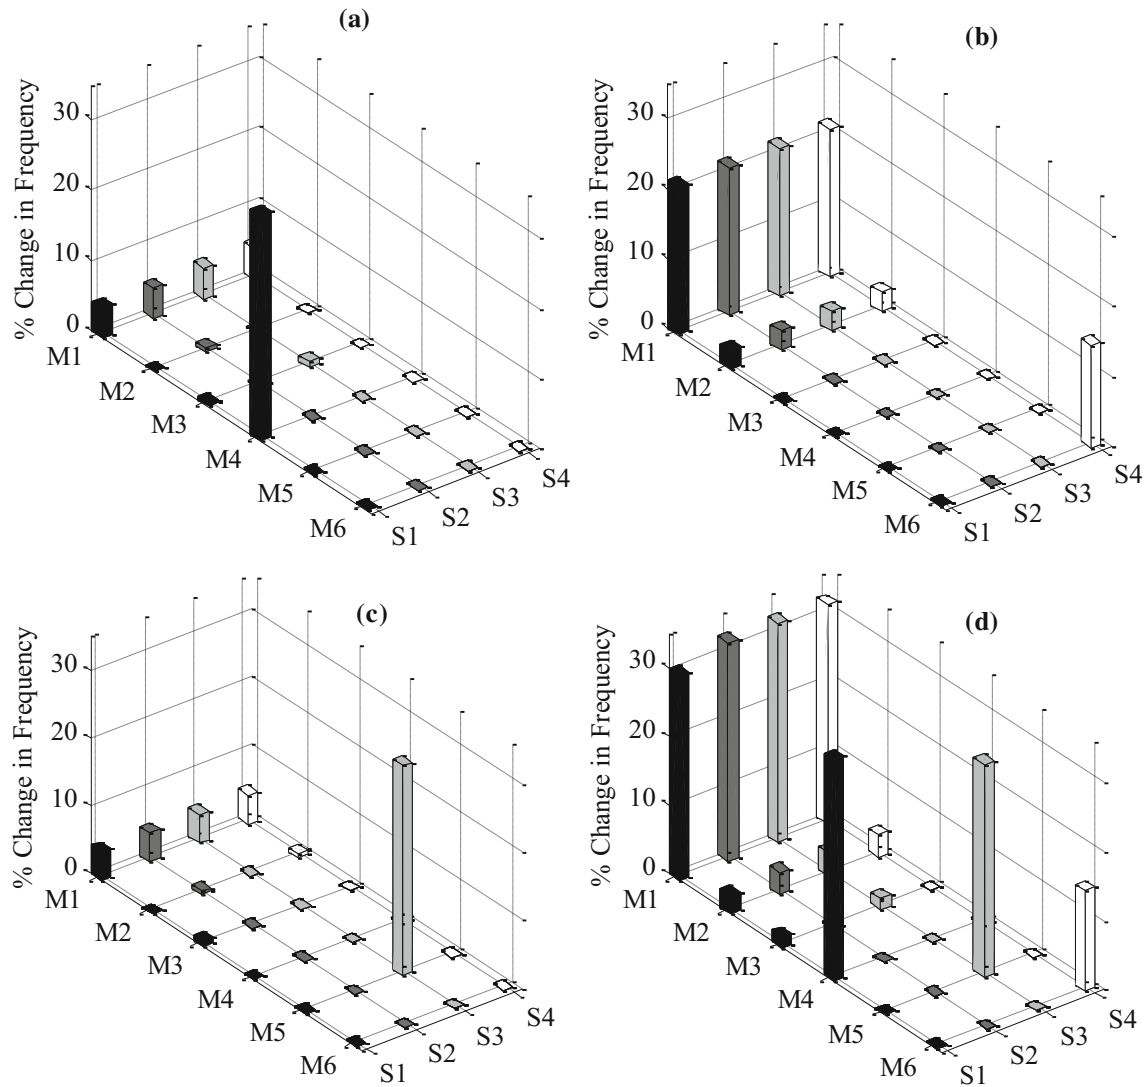 (a)
% Change in Frequency
30
20
10
0
M1
M2
M3
M4
M5
M6
S1
S2
S3
S4
(b)
% Change in Frequency
30
20
10
0
M1
M2
M3
M4
M5
M6
S1
S2
S3
S4
(c)
% Change in Frequency
30
20
10
0
M1
M2
M3
M4
M5
M6
S1
S2
S3
S4
(d)
% Change in Frequency
30
20
10
0
M1
M2
M3
M4
M5
M6
S1
S2
S3
S4